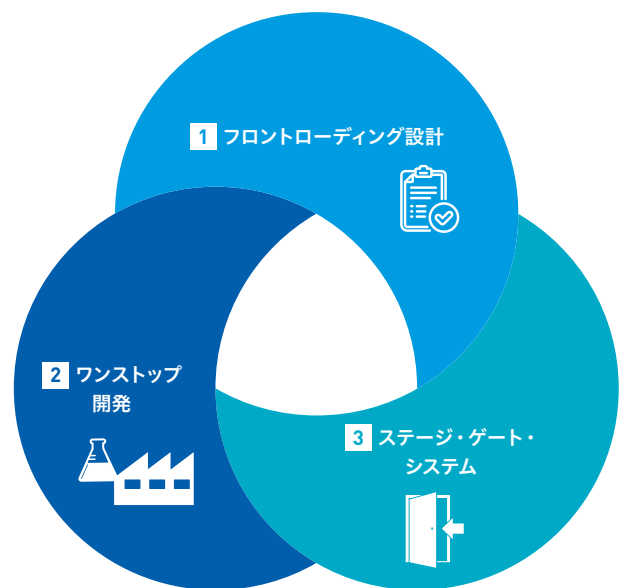 1 フロントローディング設計
2 ワンストップ
開発
3 ステージ・ゲート・
システム